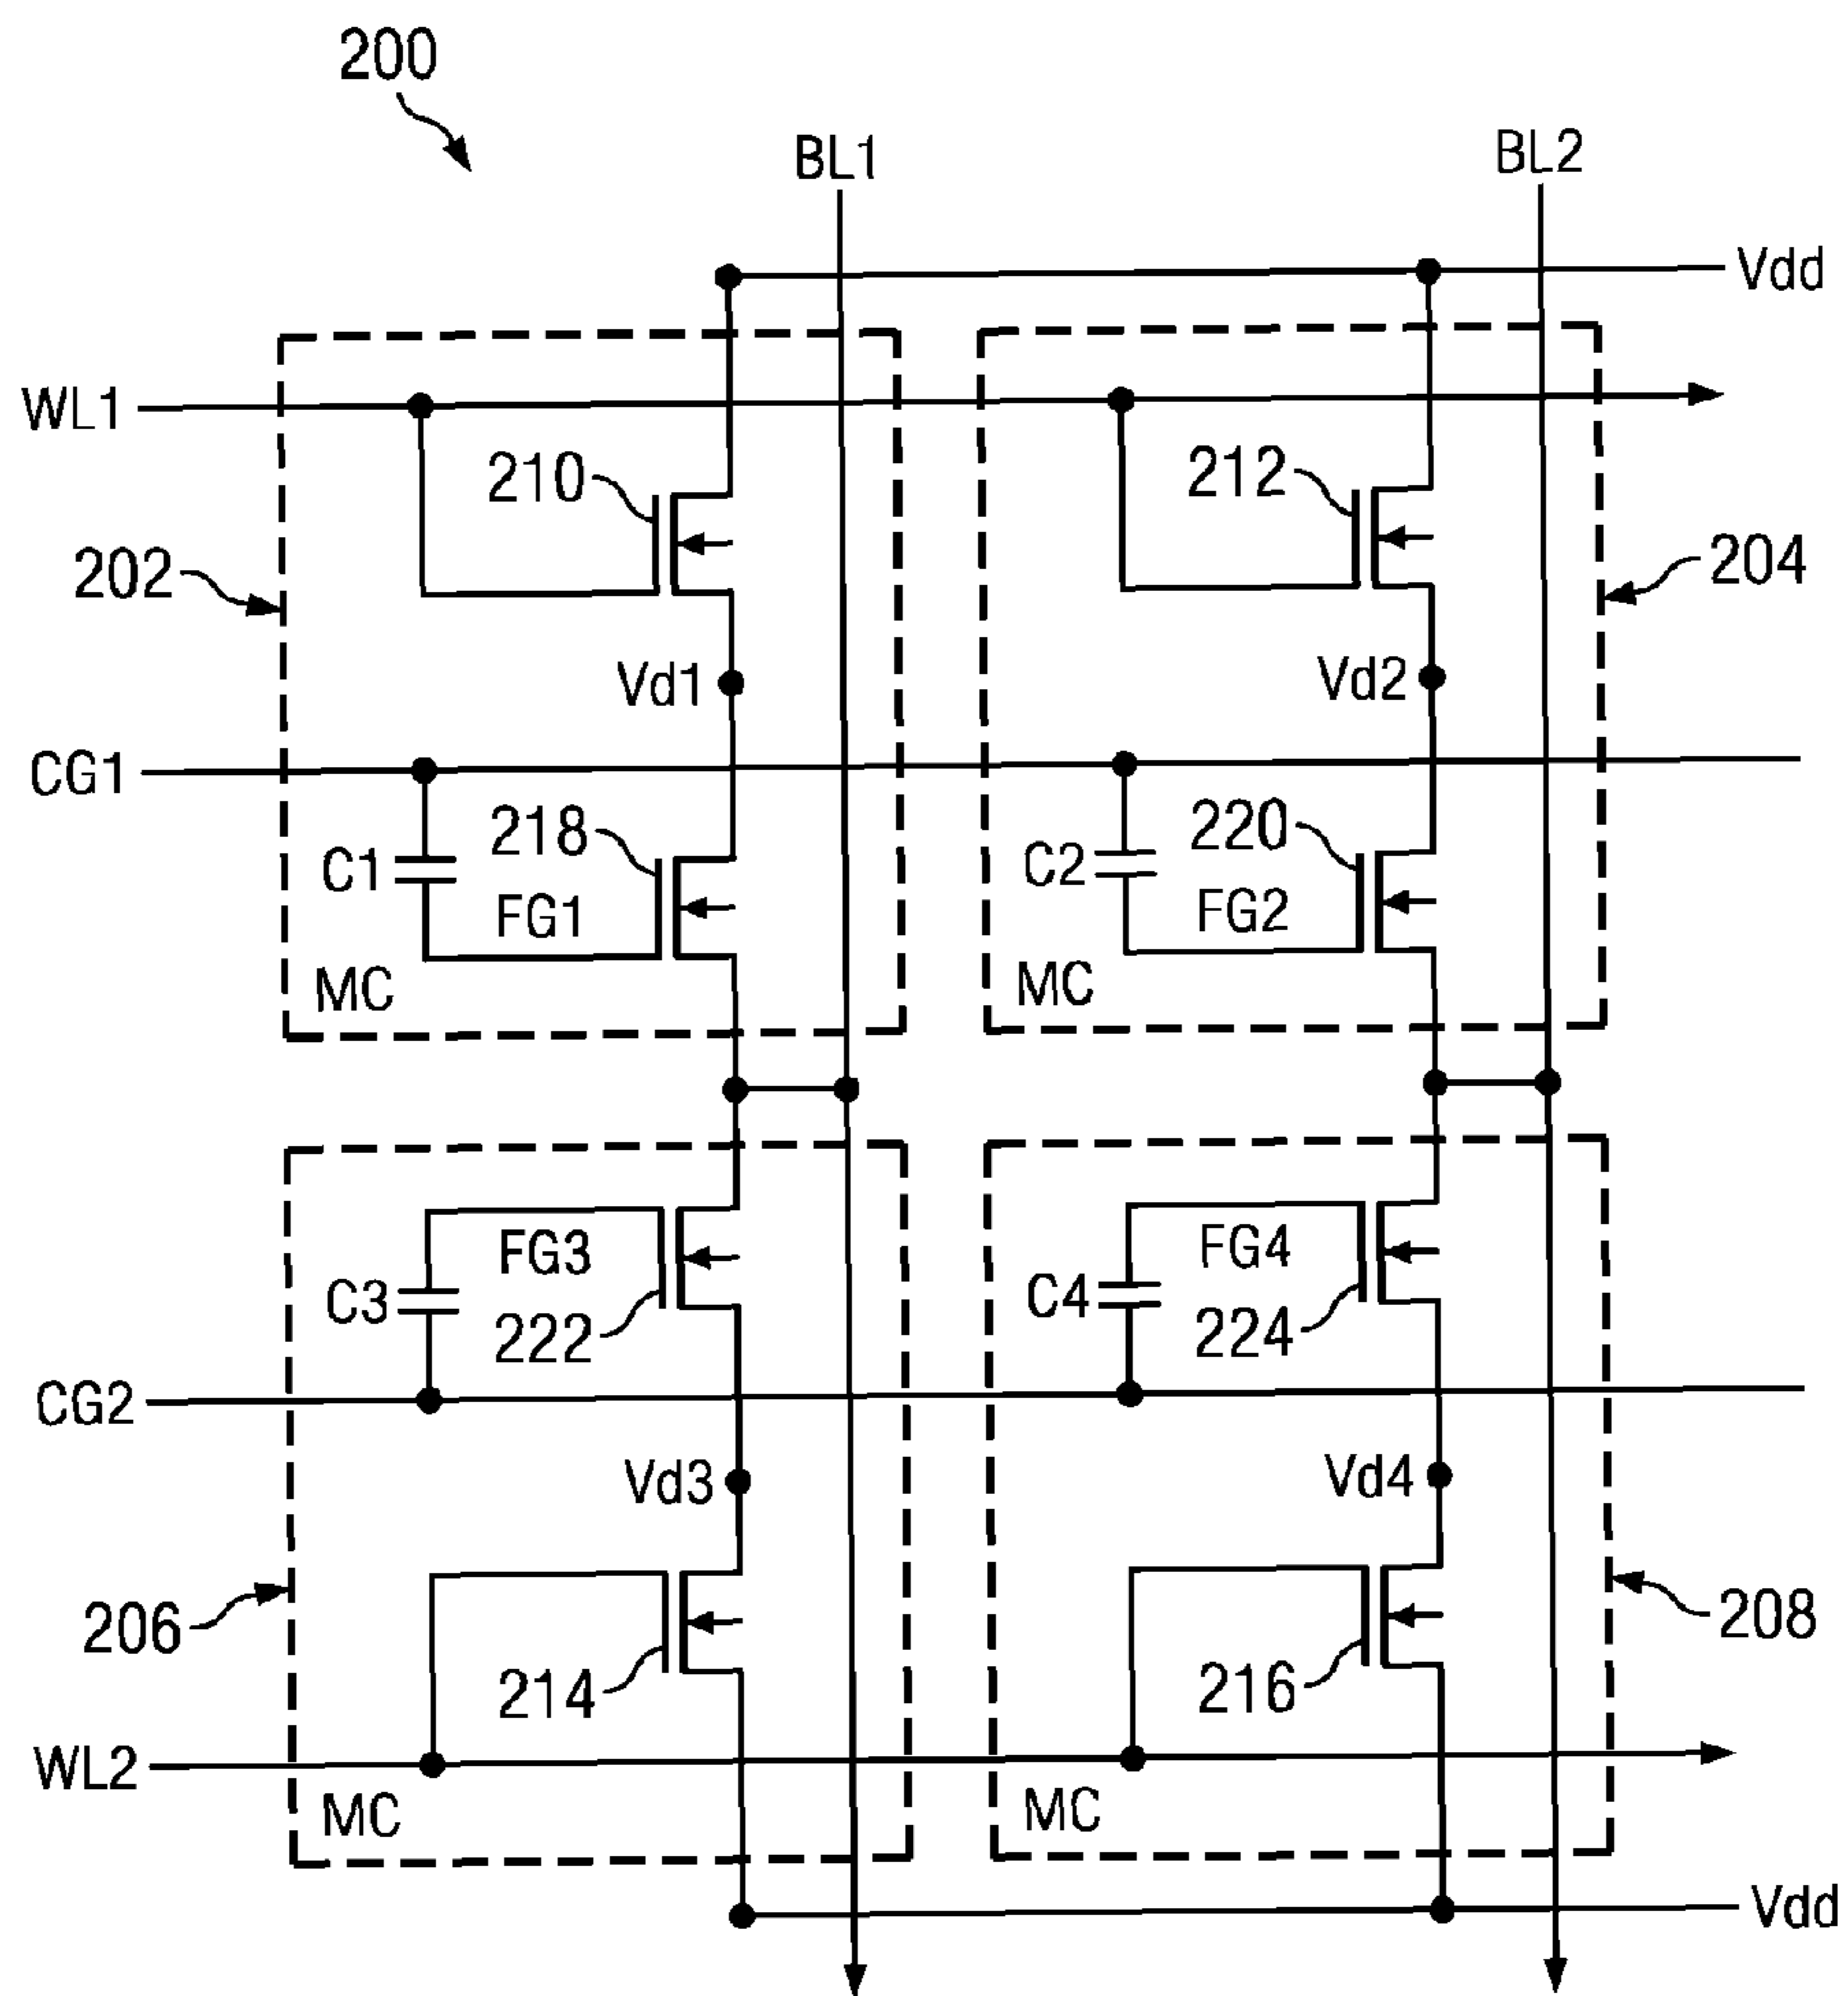 200
BL1
BL2
Vdd
WL1
210
212
202
204
Vd1
Vd2
CG1
218
220
C1
C2
FG1
FG2
MC
MC
FG3
FG4
C3
C4
222
224
CG2
Vd3
Vd4
206
208
214
216
WL2
MC
MC
Vdd